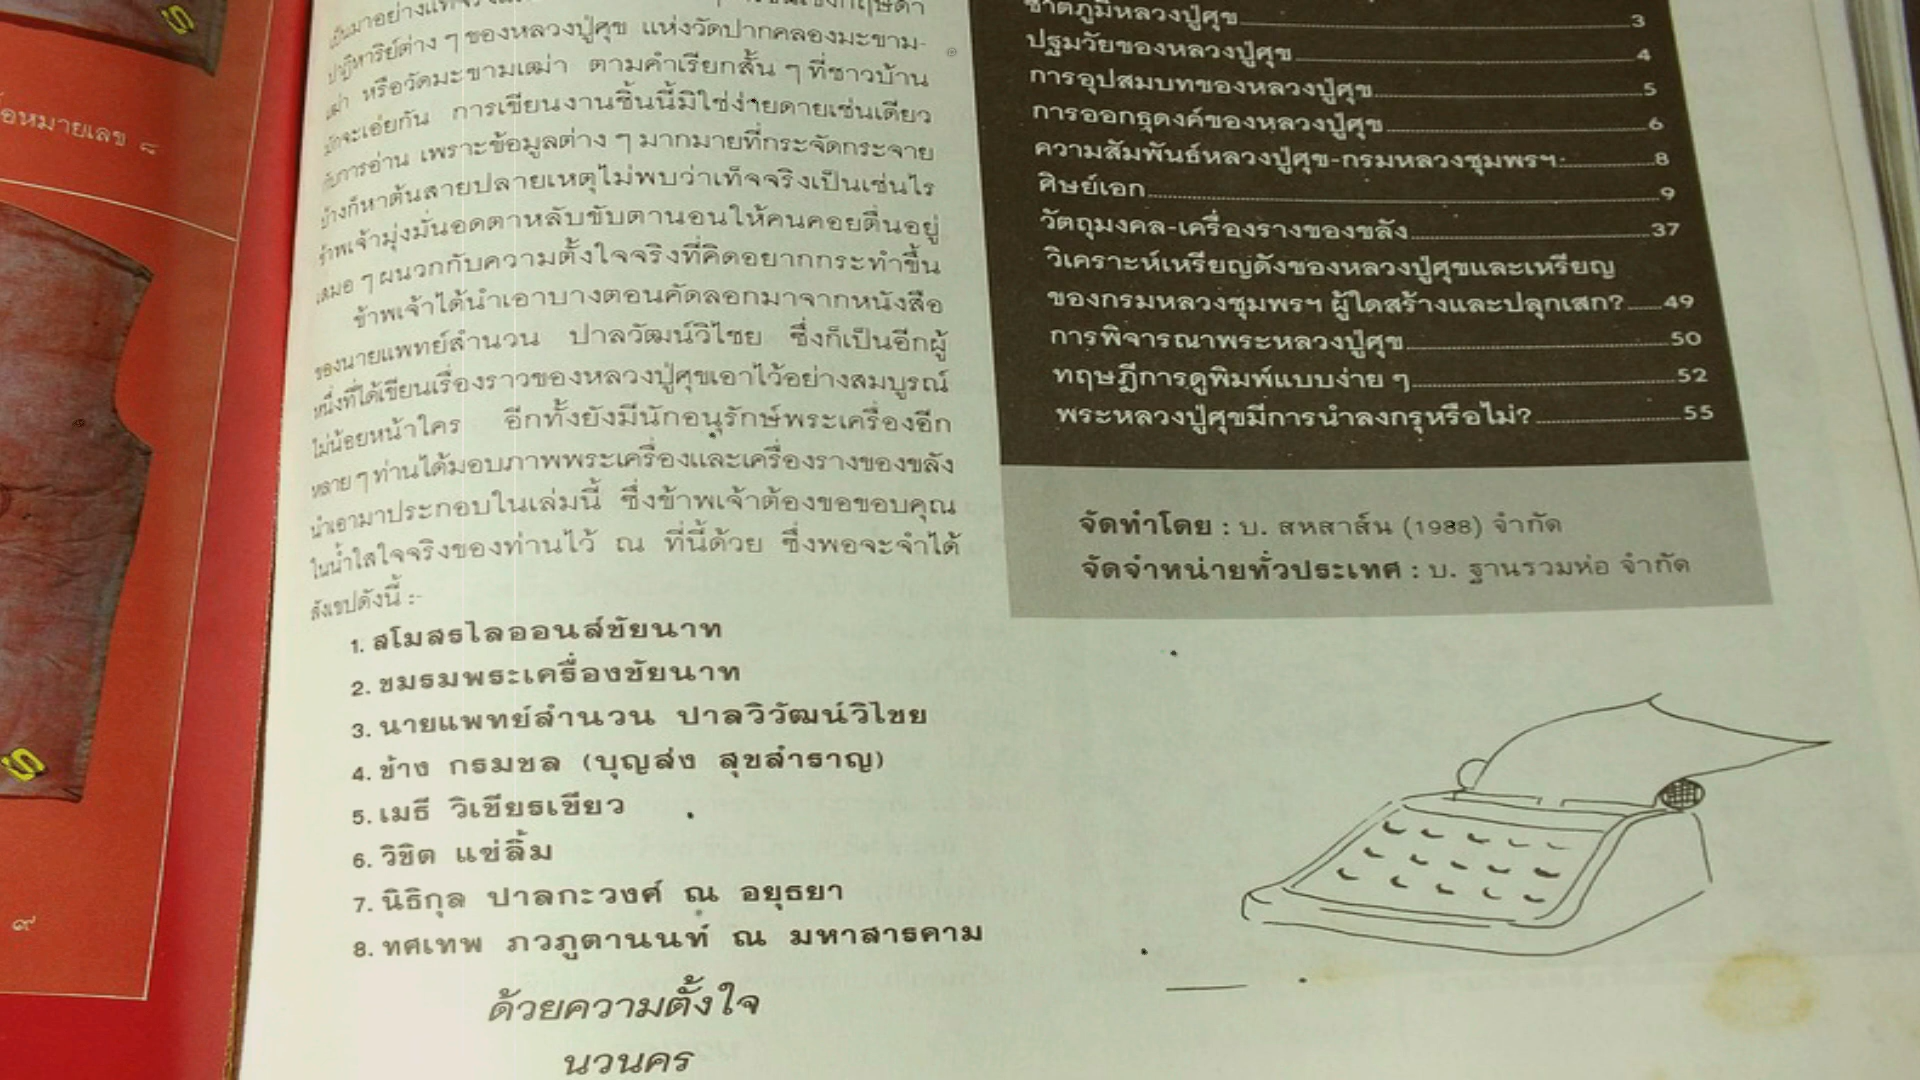 อหมายเลข ๘
๙
ปาฏิหาริย์ต่าง ๆ ของหลวงปู่ศุข แห่งวัดปากคลองมะขาม-
เฒ่า หรือวัดมะขามเฒ่า ตามคำเรียกสั้น ๆ ที่ชาวบ้าน
มักจะเอ่ยกัน การเขียนงานชิ้นนี้มิใช่ง่ายดายเช่นเดียว
กับการอ่าน เพราะข้อมูลต่าง ๆ มากมายที่กระจัดกระจาย
บ้างก็หาต้นสายปลายเหตุไม่พบว่าเท็จจริงเป็นเช่นไร
ข้าพเจ้ามุ่งมั่นอดตาหลับขับตานอนให้คนคอยตื่นอยู่
เสมอ ๆ ผนวกกับความตั้งใจจริงที่คิดอยากกระทำขึ้น
ข้าพเจ้าได้นำเอาบางตอนคัดลอกมาจากหนังสือ
ของนายแพทย์สำนวน ปาลวัฒน์วิไชย ซึ่งก็เป็นอีกผู้
หนึ่งที่ได้เขียนเรื่องราวของหลวงปู่ศุขเอาไว้อย่างสมบูรณ์
ไม่น้อยหน้าใคร อีกทั้งยังมีนักอนุรักษ์พระเครื่องอีก
หลาย ๆ ท่านได้มอบภาพพระเครื่องและเครื่องรางของขลัง
นำเอามาประกอบในเล่มนี้ ซึ่งข้าพเจ้าต้องขอขอบคุณ
ในน้ำใสใจจริงของท่านไว้ ณ ที่นี้ด้วย ซึ่งพอจะจำได้
สังเขปดังนี้ :-
1. สโมสรไลออนส์ชัยนาท
2. ชมรมพระเครื่องชัยนาท
3. นายแพทย์สำนวน ปาลวิวัฒน์วิไชย
4. ช้าง กรมชล (บุญส่ง สุขสำราญ)
5. เมธี วิเชียรเขียว
6. วิชิต แซ่ลิ้ม
7. นิธิกุล ปาลกะวงศ์ ณ อยุธยา
8. ทศเทพ ภวภูตานนท์ ณ มหาสารคาม
ด้วยความตั้งใจ
นวนคร
ชาติภูมิหลวงปู่ศุข 3
ปฐมวัยของหลวงปู่ศุข 4
การอุปสมบทของหลวงปู่ศุข 5
การออกธุดงค์ของหลวงปู่ศุข 6
ความสัมพันธ์หลวงปู่ศุข-กรมหลวงชุมพรฯ 8
ศิษย์เอก 9
วัตถุมงคล-เครื่องรางของขลัง 37
วิเคราะห์เหรียญดังของหลวงปู่ศุขและเหรียญ
ของกรมหลวงชุมพรฯ ผู้ใดสร้างและปลุกเสก? 49
การพิจารณาพระหลวงปู่ศุข 50
ทฤษฎีการดูพิมพ์แบบง่าย ๆ 52
พระหลวงปู่ศุขมีการนำลงกรุหรือไม่? 55
จัดทำโดย : บ. สหสาส์น (1988) จำกัด
จัดจำหน่ายทั่วประเทศ : บ. ฐานรวมห่อ จำกัด